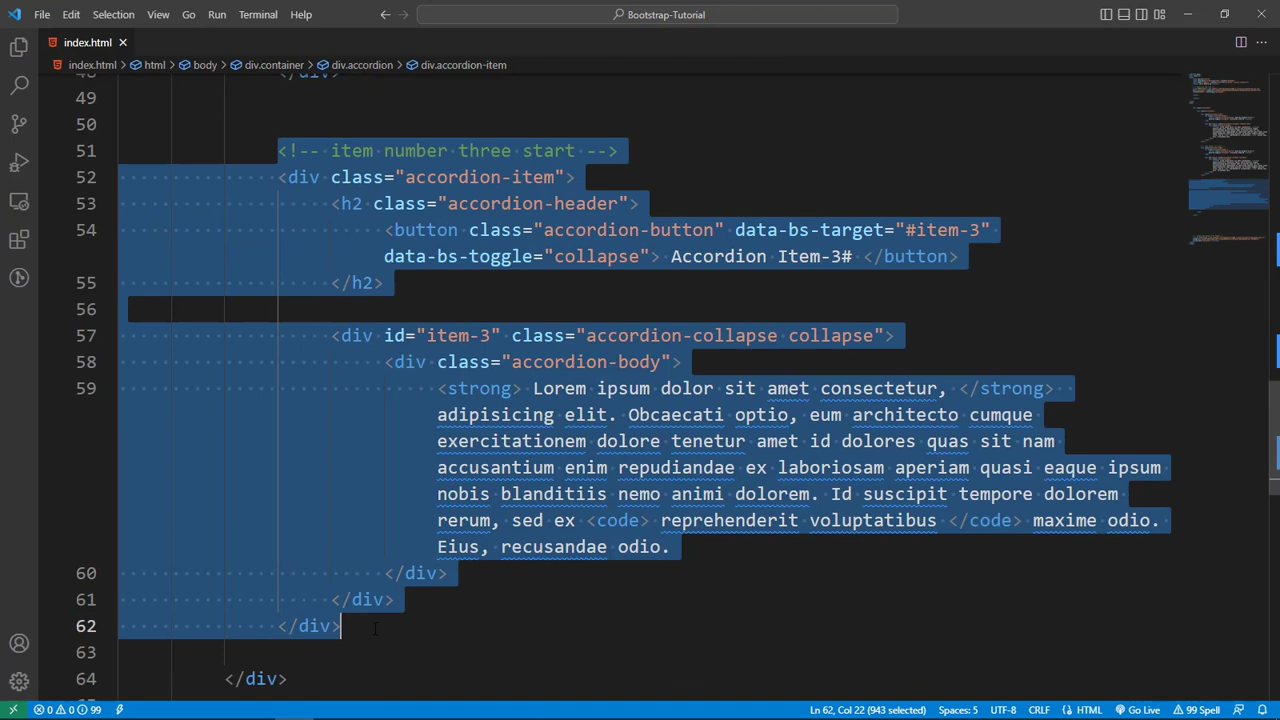 File Edit Selection View Go Run Terminal Help
Bootstrap-Tutorial
index.html
index.html > html > body > div.container > div.accordion > div.accordion-item
48 </div>
49
50
51 <!-- item number three start -->
52 <div class="accordion-item">
53 <h2 class="accordion-header">
54 <button class="accordion-button" data-bs-target="#item-3"
data-bs-toggle="collapse"> Accordion Item-3# </button>
55 </h2>
56
57 <div id="item-3" class="accordion-collapse collapse">
58 <div class="accordion-body">
59 <strong> Lorem ipsum dolor sit amet consectetur, </strong>
adipisicing elit. Obcaecati optio, eum architecto cumque
exercitationem dolore tenetur amet id dolores quas sit nam
accusantium enim repudiandae ex laboriosam aperiam quasi eaque ipsum
nobis blanditiis nemo animi dolorem. Id suscipit tempore dolorem
rerum, sed ex <code> reprehenderit voluptatibus </code> maxime odio.
Eius, recusandae odio.
60 </div>
61 </div>
62 </div>
63
64 </div>
0 0 99 Ln 62, Col 22 (943 selected) Spaces: 5 UTF-8 CRLF HTML Go Live 99 Spell